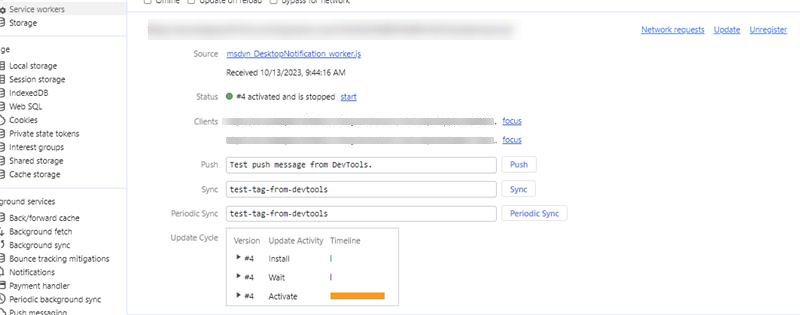 Service workers
Storage
Local storage
Session storage
IndexedDB
Web SQL
Cookies
Private state tokens
Interest groups
Shared storage
Cache storage
Back/forward cache
Background fetch
Background sync
Bounce tracking mitigations
Notifications
Payment handler
Periodic background sync
Push messaging
Offline Update on reload Bypass for network
Network requests Update Unregister
Source msdyn_DesktopNotification_worker.js
Received 10/13/2023, 9:44:16 AM
Status #4 activated and is stopped start
Clients focus
focus
Push Test push message from DevTools. Push
Sync test-tag-from-devtools Sync
Periodic Sync test-tag-from-devtools Periodic Sync
Update Cycle
Version Update Activity Timeline
#4 Install
#4 Wait
#4 Activate